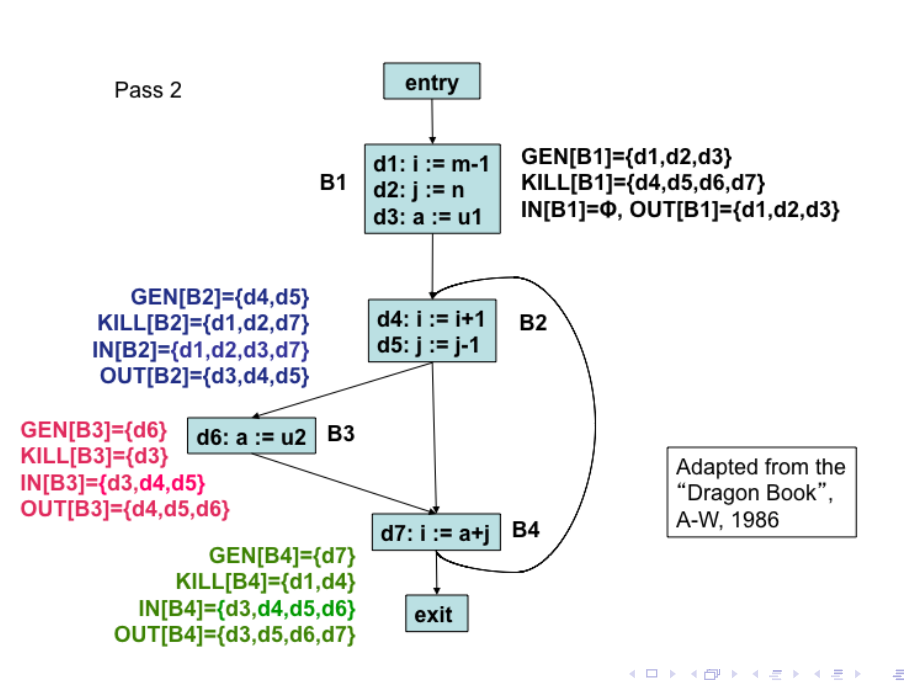 Pass 2
entry
B1
d1: i := m-1
d2: j := n
d3: a := u1
GEN[B1]={d1,d2,d3}
KILL[B1]={d4,d5,d6,d7}
IN[B1]=Φ, OUT[B1]={d1,d2,d3}
GEN[B2]={d4,d5}
KILL[B2]={d1,d2,d7}
IN[B2]={d1,d2,d3,d7}
OUT[B2]={d3,d4,d5}
d4: i := i+1
d5: j := j-1
B2
GEN[B3]={d6}
KILL[B3]={d3}
IN[B3]={d3,d4,d5}
OUT[B3]={d4,d5,d6}
d6: a := u2
B3
Adapted from the
“Dragon Book”,
A-W, 1986
d7: i := a+j
B4
GEN[B4]={d7}
KILL[B4]={d1,d4}
IN[B4]={d3,d4,d5,d6}
OUT[B4]={d3,d5,d6,d7}
exit